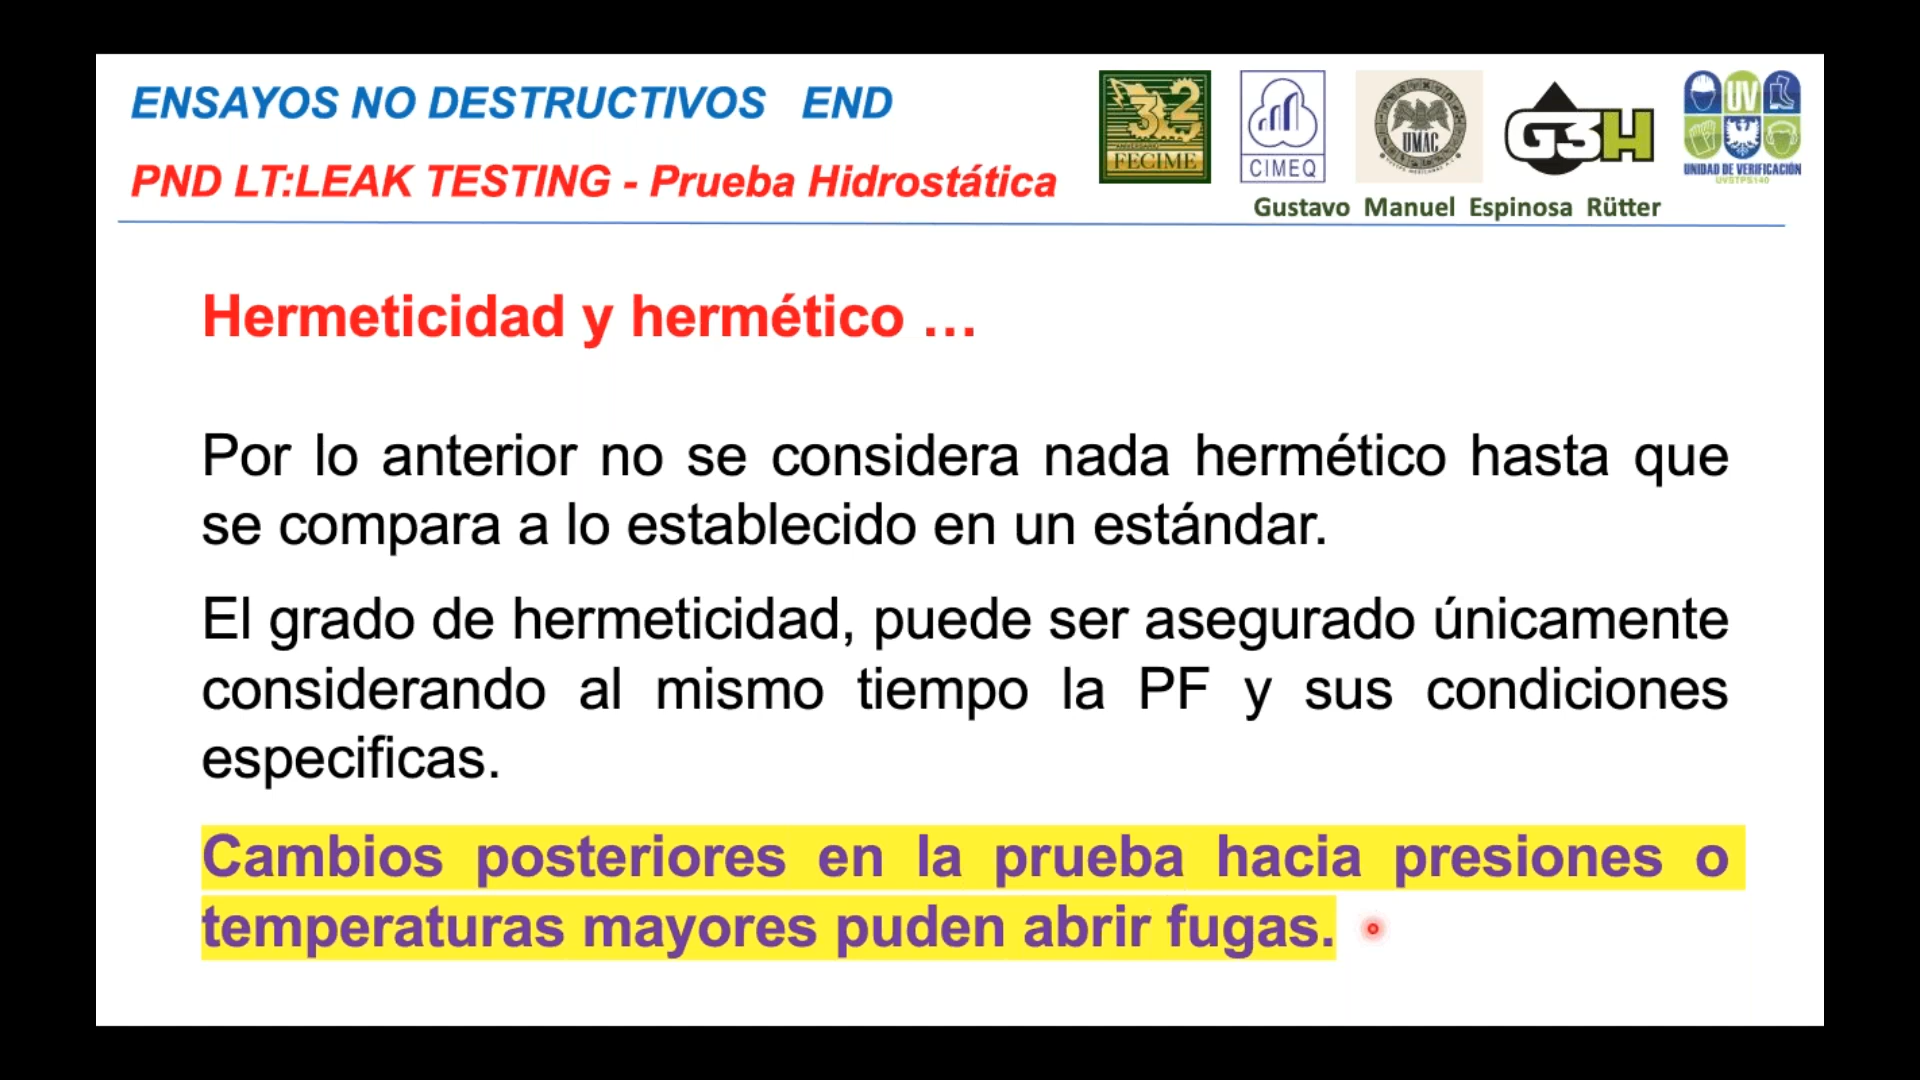 ENSAYOS NO DESTRUCTIVOS END
PND LT:LEAK TESTING - Prueba Hidrostática
32
ANIVERSARIO
FECIME
CIMEQ
UMAC
G3H
UV
UNIDAD DE VERIFICACIÓN
UVSTPS140
Gustavo Manuel Espinosa Rütter
Hermeticidad y hermético ...
Por lo anterior no se considera nada hermético hasta que
se compara a lo establecido en un estándar.
El grado de hermeticidad, puede ser asegurado únicamente
considerando al mismo tiempo la PF y sus condiciones
especificas.
Cambios posteriores en la prueba hacia presiones o
temperaturas mayores puden abrir fugas.